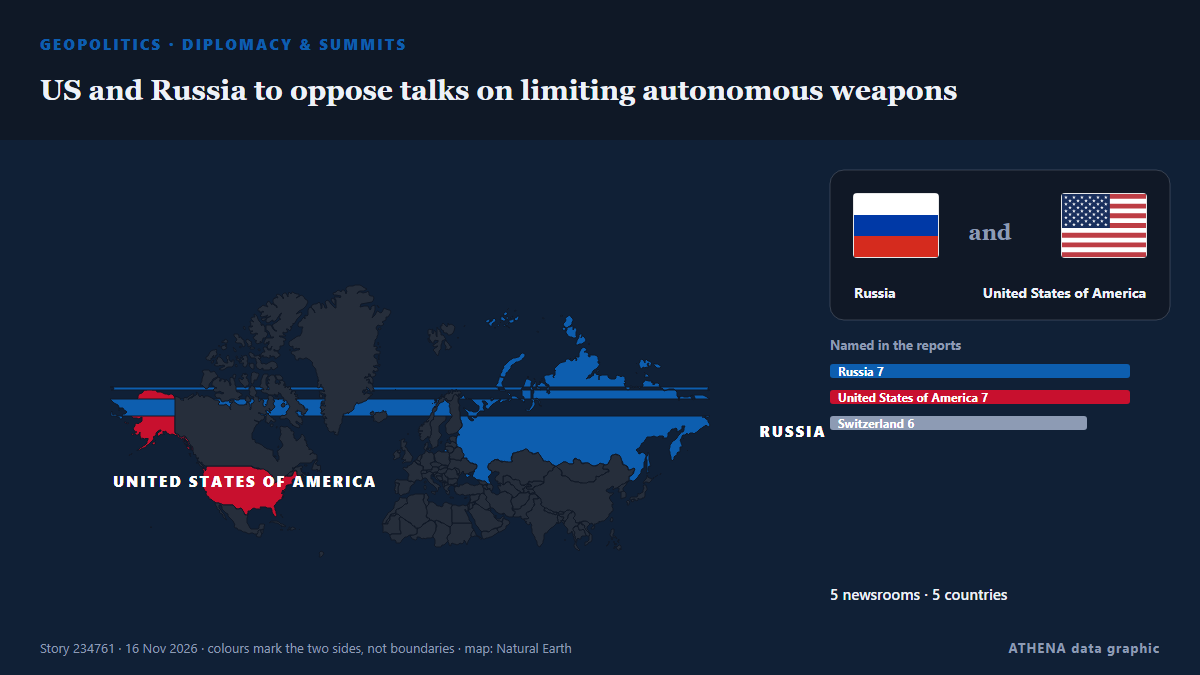 GEOPOLITICS · DIPLOMACY & SUMMITS
US and Russia to oppose talks on limiting autonomous weapons
and
Russia
United States of America
Named in the reports
Russia 7
United States of America 7
Switzerland 6
RUSSIA
UNITED STATES OF AMERICA
5 newsrooms · 5 countries
Story 234761 · 16 Nov 2026 · colours mark the two sides, not boundaries · map: Natural Earth
ATHENA data graphic